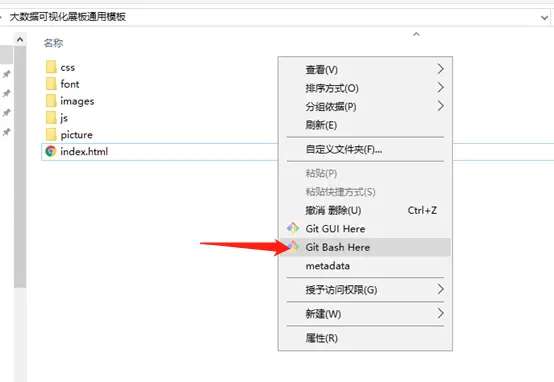 大数据可视化展板通用模板
名称
css
font
images
js
picture
index.html
查看(V)
排序方式(O)
分组依据(P)
刷新(E)
自定义文件夹(F)...
粘贴(P)
粘贴快捷方式(S)
撤消 删除(U) Ctrl+Z
Git GUI Here
Git Bash Here
metadata
授予访问权限(G)
新建(W)
属性(R)